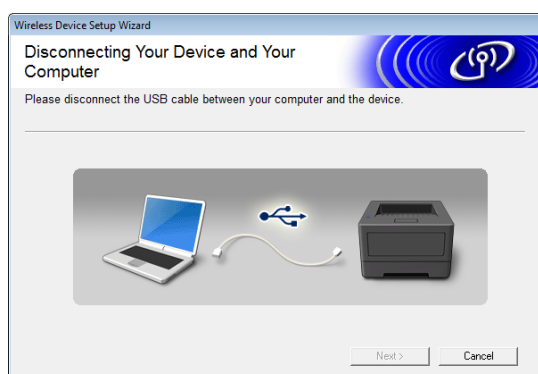 Wireless Device Setup Wizard
Disconnecting Your Device and Your
Computer
Please disconnect the USB cable between your computer and the device.
Next >
Cancel